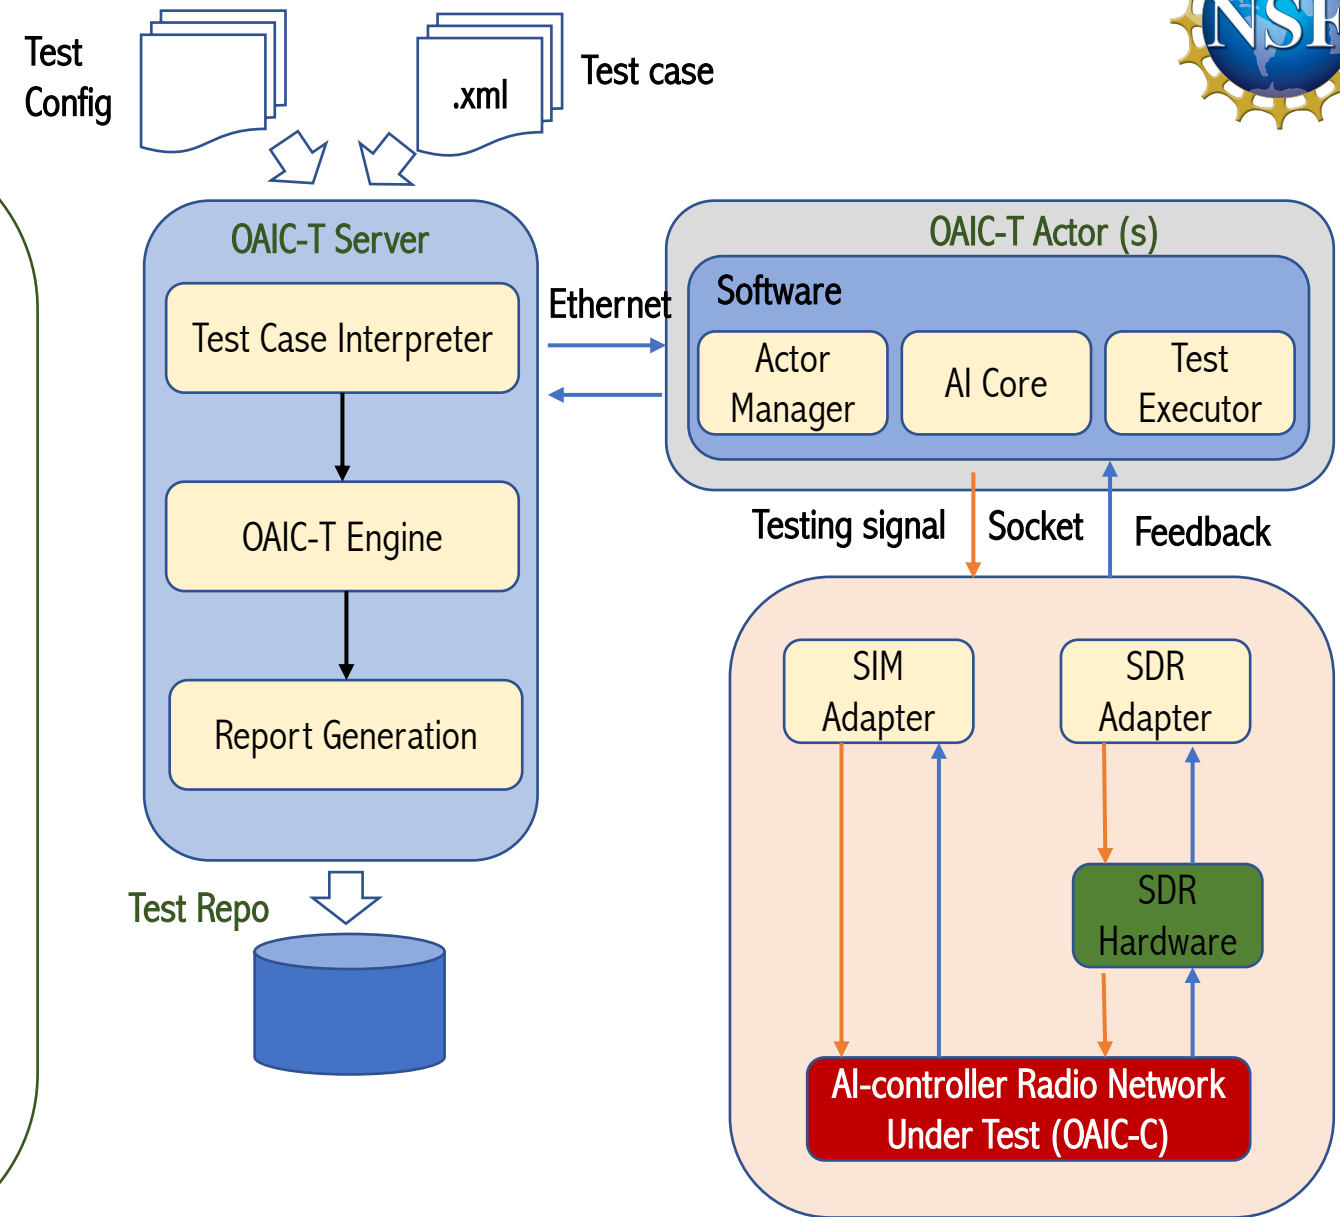 Test
Config
.xml
Test case
NSF
OAIC-T Server
Test Case Interpreter
OAIC-T Engine
Report Generation
Test Repo
Ethernet
OAIC-T Actor (s)
Software
Actor
Manager
AI Core
Test
Executor
Testing signal
Socket
Feedback
SIM
Adapter
SDR
Adapter
SDR
Hardware
AI-controller Radio Network
Under Test (OAIC-C)